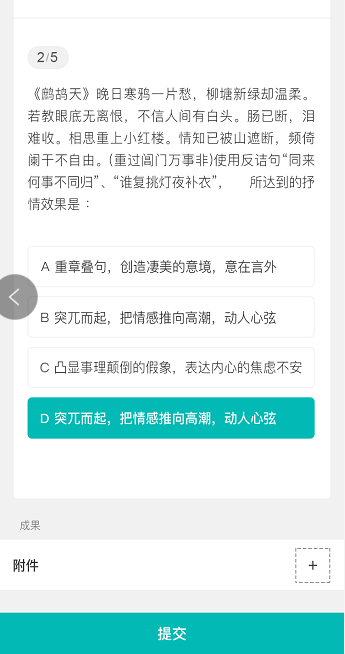 2/5
《鹧鸪天》晚日寒鸦一片愁，柳塘新绿却温柔。
若教眼底无离恨，不信人间有白头。肠已断，泪
难收。相思重上小红楼。情知已被山遮断，频倚
阑干不自由。(重过阊门万事非)使用反诘句“同来
何事不同归”、“谁复挑灯夜补衣”， 所达到的抒
情效果是：
A 重章叠句，创造凄美的意境，意在言外
B 突兀而起，把情感推向高潮，动人心弦
C 凸显事理颠倒的假象，表达内心的焦虑不安
D 突兀而起，把情感推向高潮，动人心弦
成果
附件
+
提交